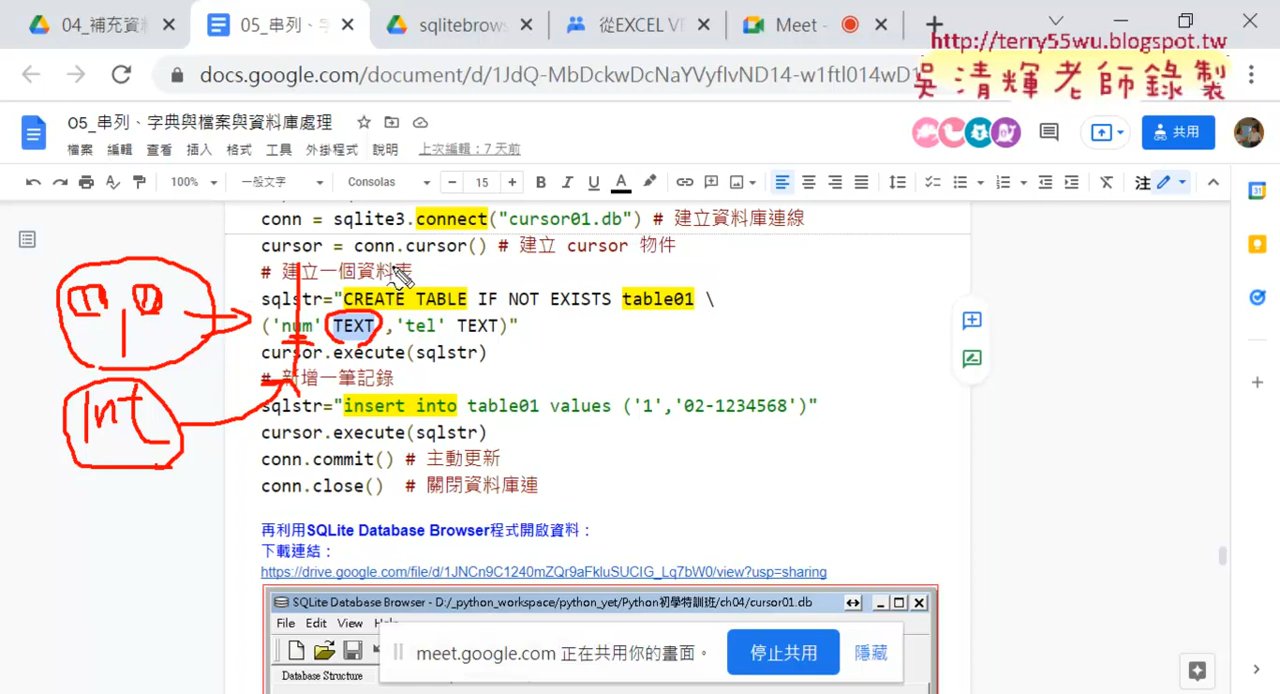 04_補充資料
05_串列、字
sqlitebrows
從EXCEL VB
Meet -
http://terry55wu.blogspot.tw
docs.google.com/document/d/1JdQ-MbDckwDcNaYVyfIvND14-w1ftl014wD1
吳清輝老師錄製
05_串列、字典與檔案與資料庫處理
檔案 編輯 查看 插入 格式 工具 外掛程式 說明 上次編輯：7 天前
共用
100% 一般文字 Consolas 15 B I U A 注
conn = sqlite3.connect("cursor01.db") # 建立資料庫連線
cursor = conn.cursor() # 建立 cursor 物件
# 建立一個資料表
sqlstr="CREATE TABLE IF NOT EXISTS table01 \
('num' TEXT ,'tel' TEXT)"
cursor.execute(sqlstr)
# 新增一筆記錄
Int
sqlstr="insert into table01 values ('1','02-1234568')"
cursor.execute(sqlstr)
conn.commit() # 主動更新
conn.close() # 關閉資料庫連
再利用SQLite Database Browser程式開啟資料：
下載連結：
https://drive.google.com/file/d/1JNCn9C1240mZQr9aFkluSUCIG_Lq7bW0/view?usp=sharing
SQLite Database Browser - D:/_python_workspace/python_yet/Python初學特訓班/ch04/cursor01.db
File Edit View Help
meet.google.com 正在共用你的畫面。 停止共用 隱藏
Database Structure